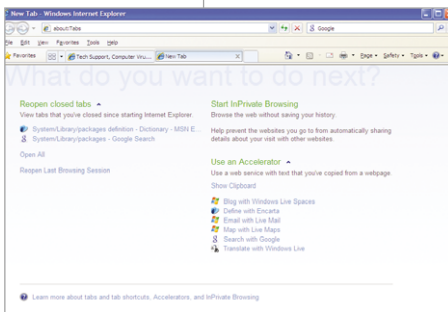 New Tab - Windows Internet Explorer
about:Tabs
Google
File Edit View Favorites Tools Help
Favorites Tech Support, Computer Viru... New Tab Page Safety Tools
What do you want to do next?
Reopen closed tabs
View tabs that you've closed since starting Internet Explorer.
System/Library/packages defintion - Dictionary - MSN E...
System/Library/packages - Google Search
Open All
Reopen Last Browsing Session
Start InPrivate Browsing
Browse the web without saving your history
Help prevent the websites you go to from automatically sharing
details about your visit with other websites
Use an Accelerator
Use a web service with text that you've copied from a webpage.
Show Clipboard
Blog with Windows Live Spaces
Define with Encarta
Email with Live Mail
Map with Live Maps
Search with Google
Translate with Windows Live
Learn more about tabs and tab shortcuts, Accelerators, and InPrivate Browsing